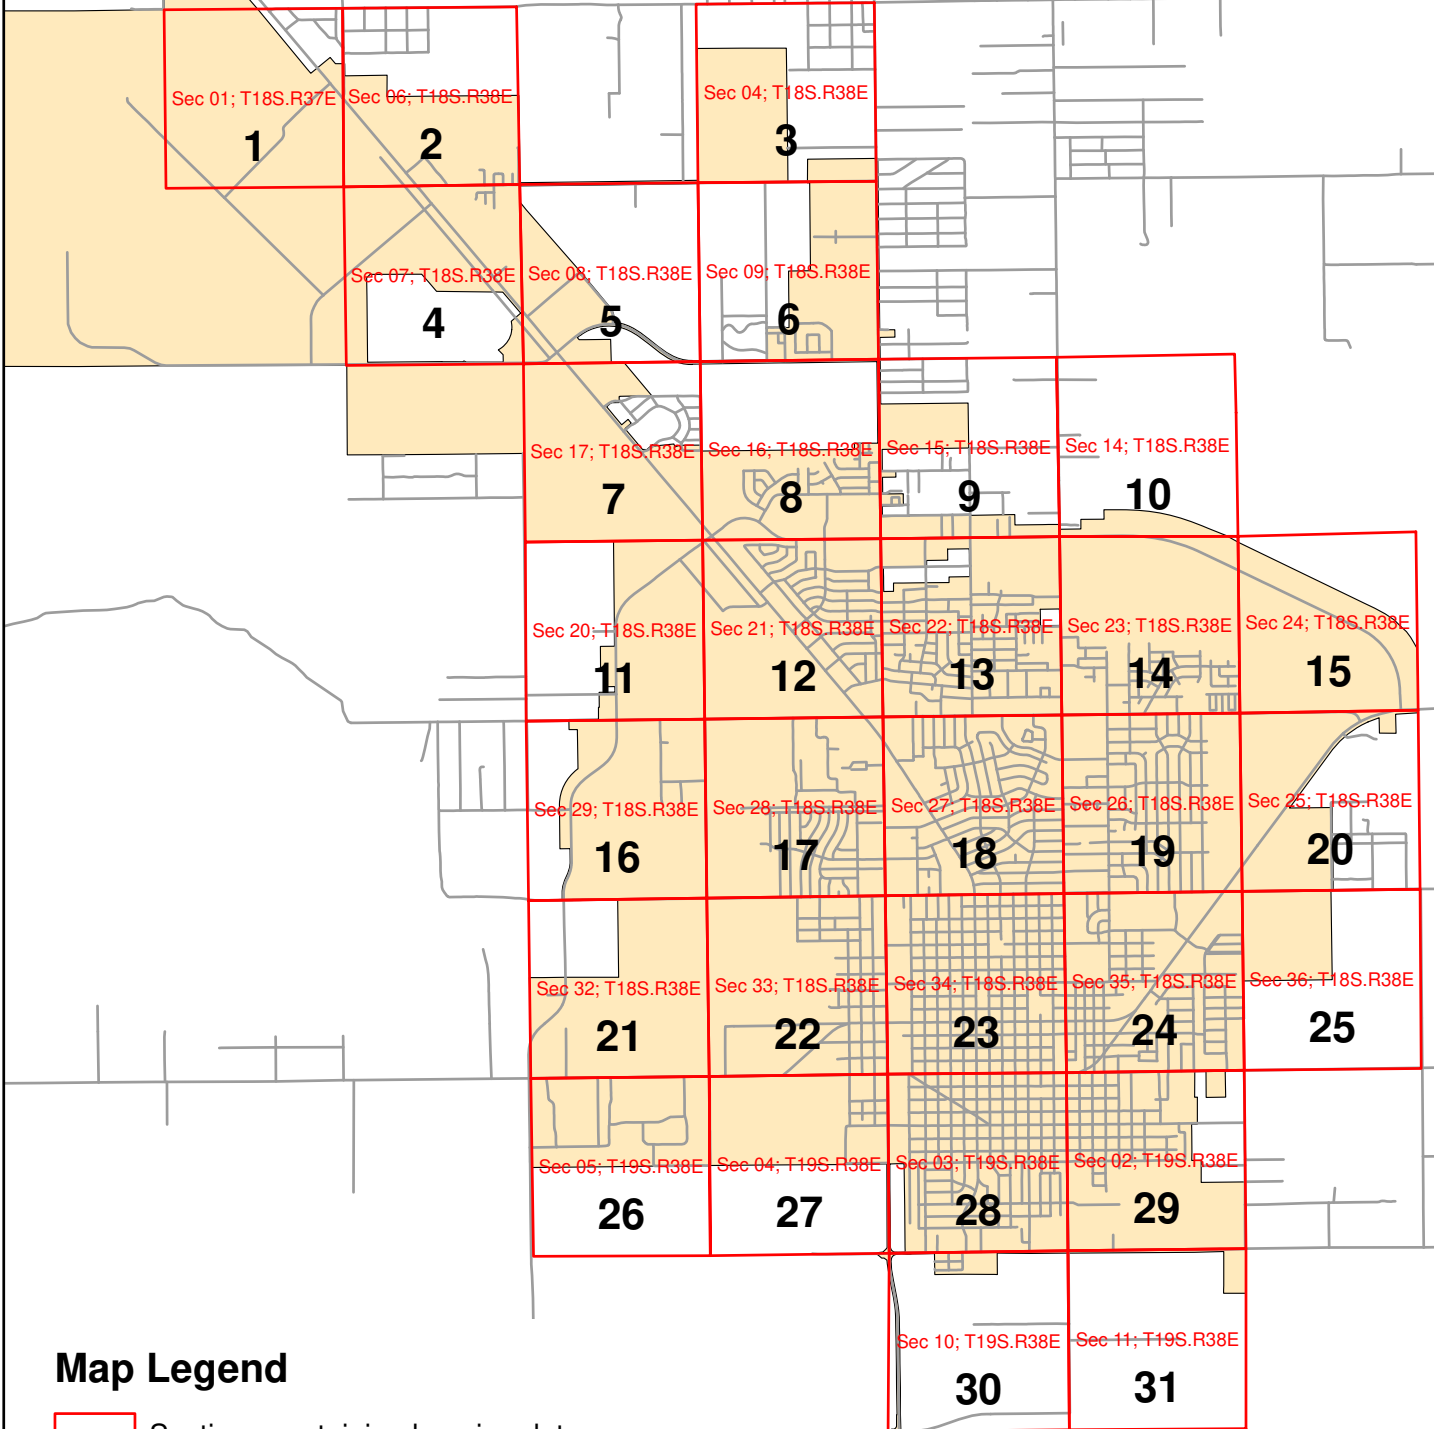 Sec 01; T18S.R37E
1
Sec 06; T18S.R38E
2
Sec 04; T18S.R38E
3
Sec 07; T18S.R38E
4
Sec 08; T18S.R38E
5
Sec 09; T18S.R38E
6
Sec 17; T18S.R38E
7
Sec 16; T18S.R38E
8
Sec 15; T18S.R38E
9
Sec 14; T18S.R38E
10
Sec 20; T18S.R38E
11
Sec 21; T18S.R38E
12
Sec 22; T18S.R38E
13
Sec 23; T18S.R38E
14
Sec 24; T18S.R38E
15
Sec 29; T18S.R38E
16
Sec 28; T18S.R38E
17
Sec 27; T18S.R38E
18
Sec 26; T18S.R38E
19
Sec 25; T18S.R38E
20
Sec 32; T18S.R38E
21
Sec 33; T18S.R38E
22
Sec 34; T18S.R38E
23
Sec 35; T18S.R38E
24
Sec 36; T18S.R38E
25
Sec 05; T19S.R38E
26
Sec 04; T19S.R38E
27
Sec 03; T19S.R38E
28
Sec 02; T19S.R38E
29
Sec 10; T19S.R38E
30
Sec 11; T19S.R38E
31
Map Legend